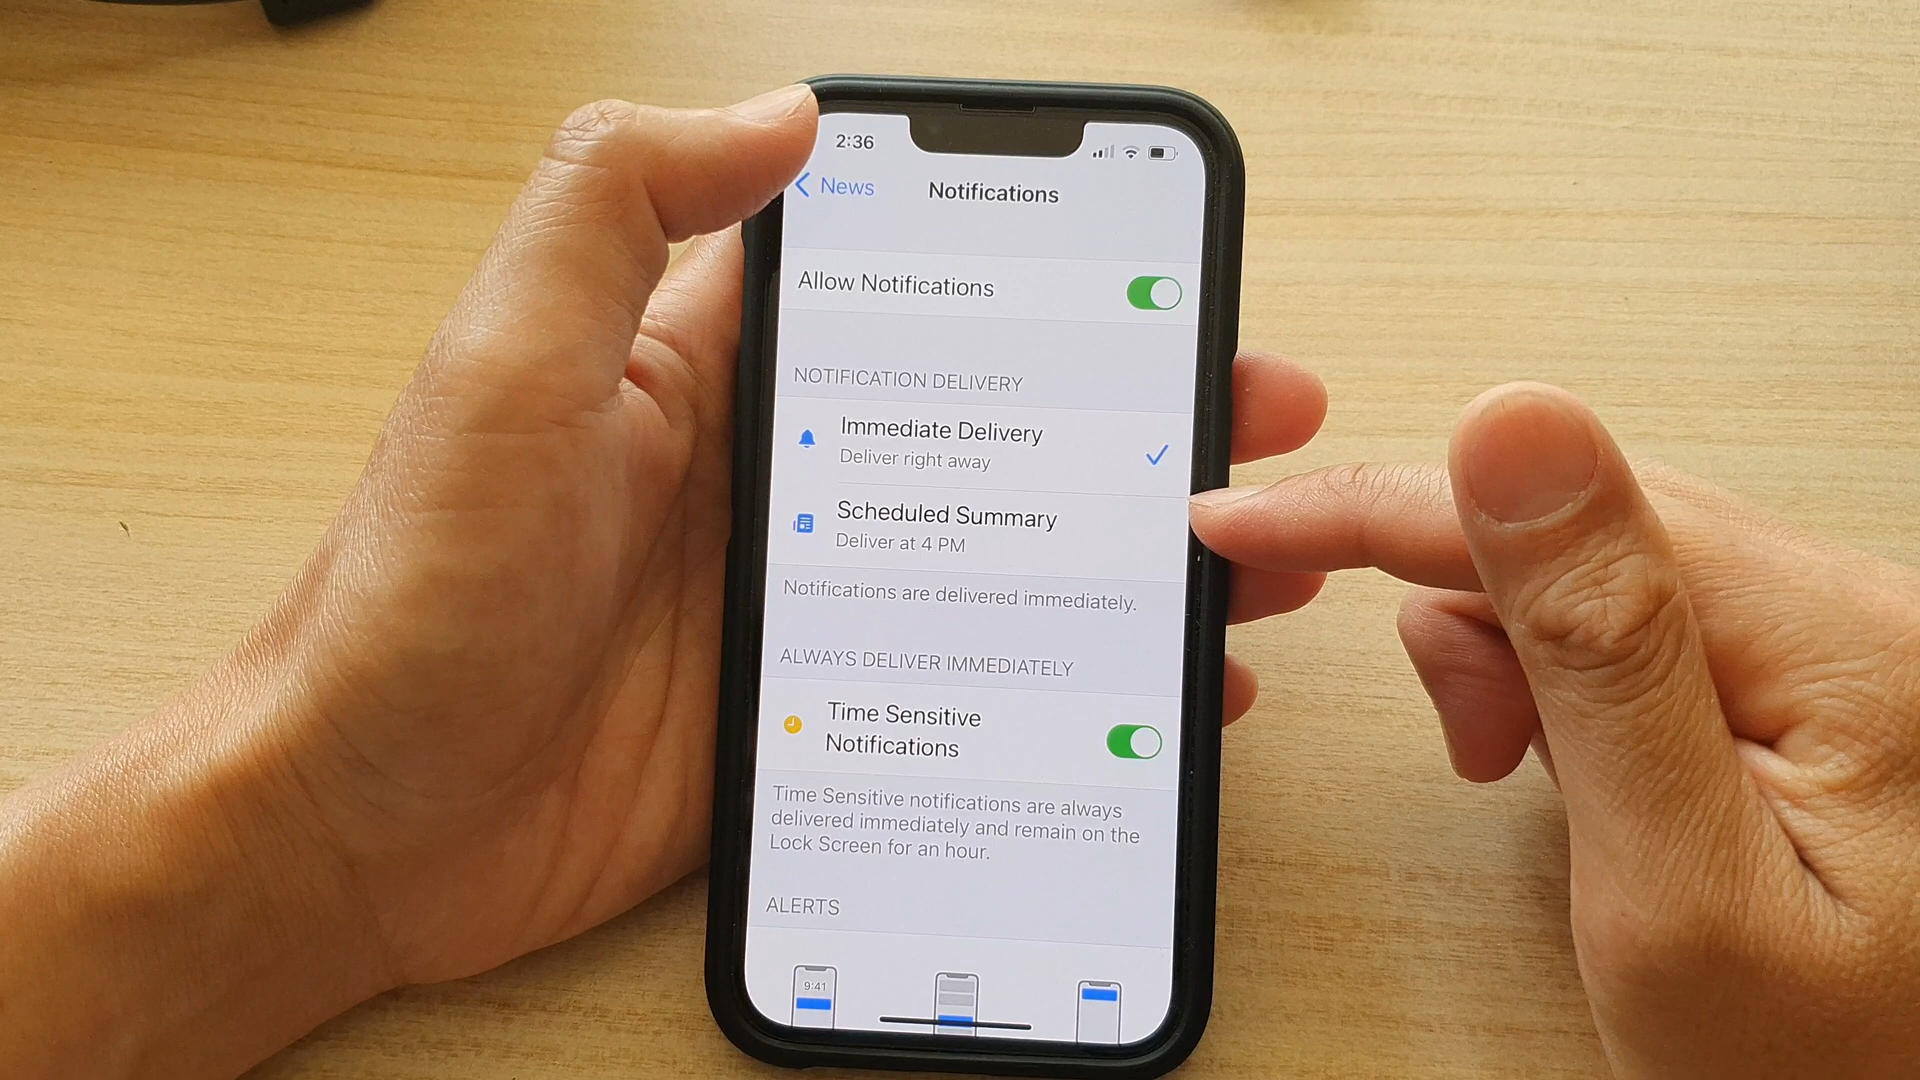 2:36
News
Notifications
Allow Notifications
NOTIFICATION DELIVERY
Immediate Delivery
Deliver right away
Scheduled Summary
Deliver at 4 PM
Notifications are delivered immediately.
ALWAYS DELIVER IMMEDIATELY
Time Sensitive
Notifications
Time Sensitive notifications are always
delivered immediately and remain on the
Lock Screen for an hour.
ALERTS
9:41